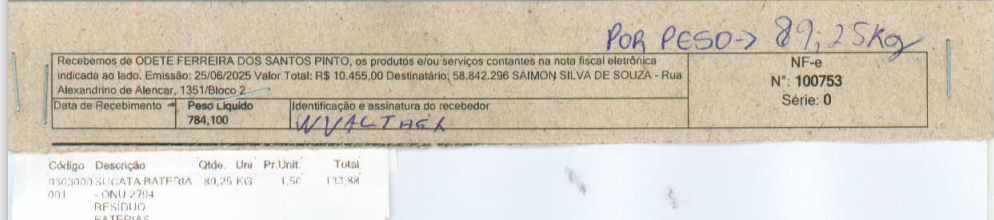 POR PESO-> 89,25Kg
Recebemos de ODETE FERREIRA DOS SANTOS PINTO, os produtos e/ou serviços contantes na nota fiscal eletrônica
indicada ao lado. Emissão: 25/06/2025 Valor Total: R$ 10.455,00 Destinatário: 58.842.296 SAIMON SILVA DE SOUZA - Rua
Alexandrino de Alencar, 1351/Bloco 2
NF-e
N°: 100753
Série: 0
Data de Recebimento
Peso Líquido
784,100
Identificação e assinatura do recebedor
Código Descrição Qtde. Uni Pr.Unit. Total
0303000 SUCATA BATERIA 89,25 KG 1,50 133,88
001 - ONU 2794
RESÍDUO
BATERIAS